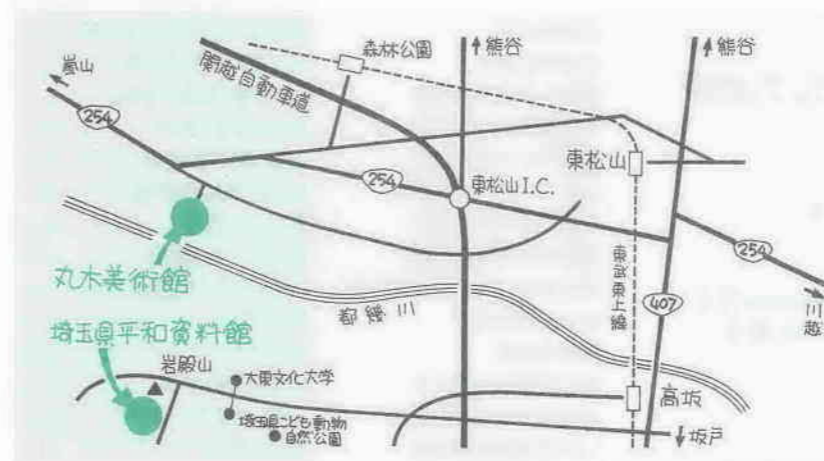 嵐山
254
関越自動車道
森林公園
熊谷
熊谷
東松山
254
東松山I.C.
254
東武東上線
407
川越
丸木美術館
都幾川
埼玉県平和資料館
岩殿山
大東文化大学
埼玉県こども動物
自然公園
高坂
坂戸